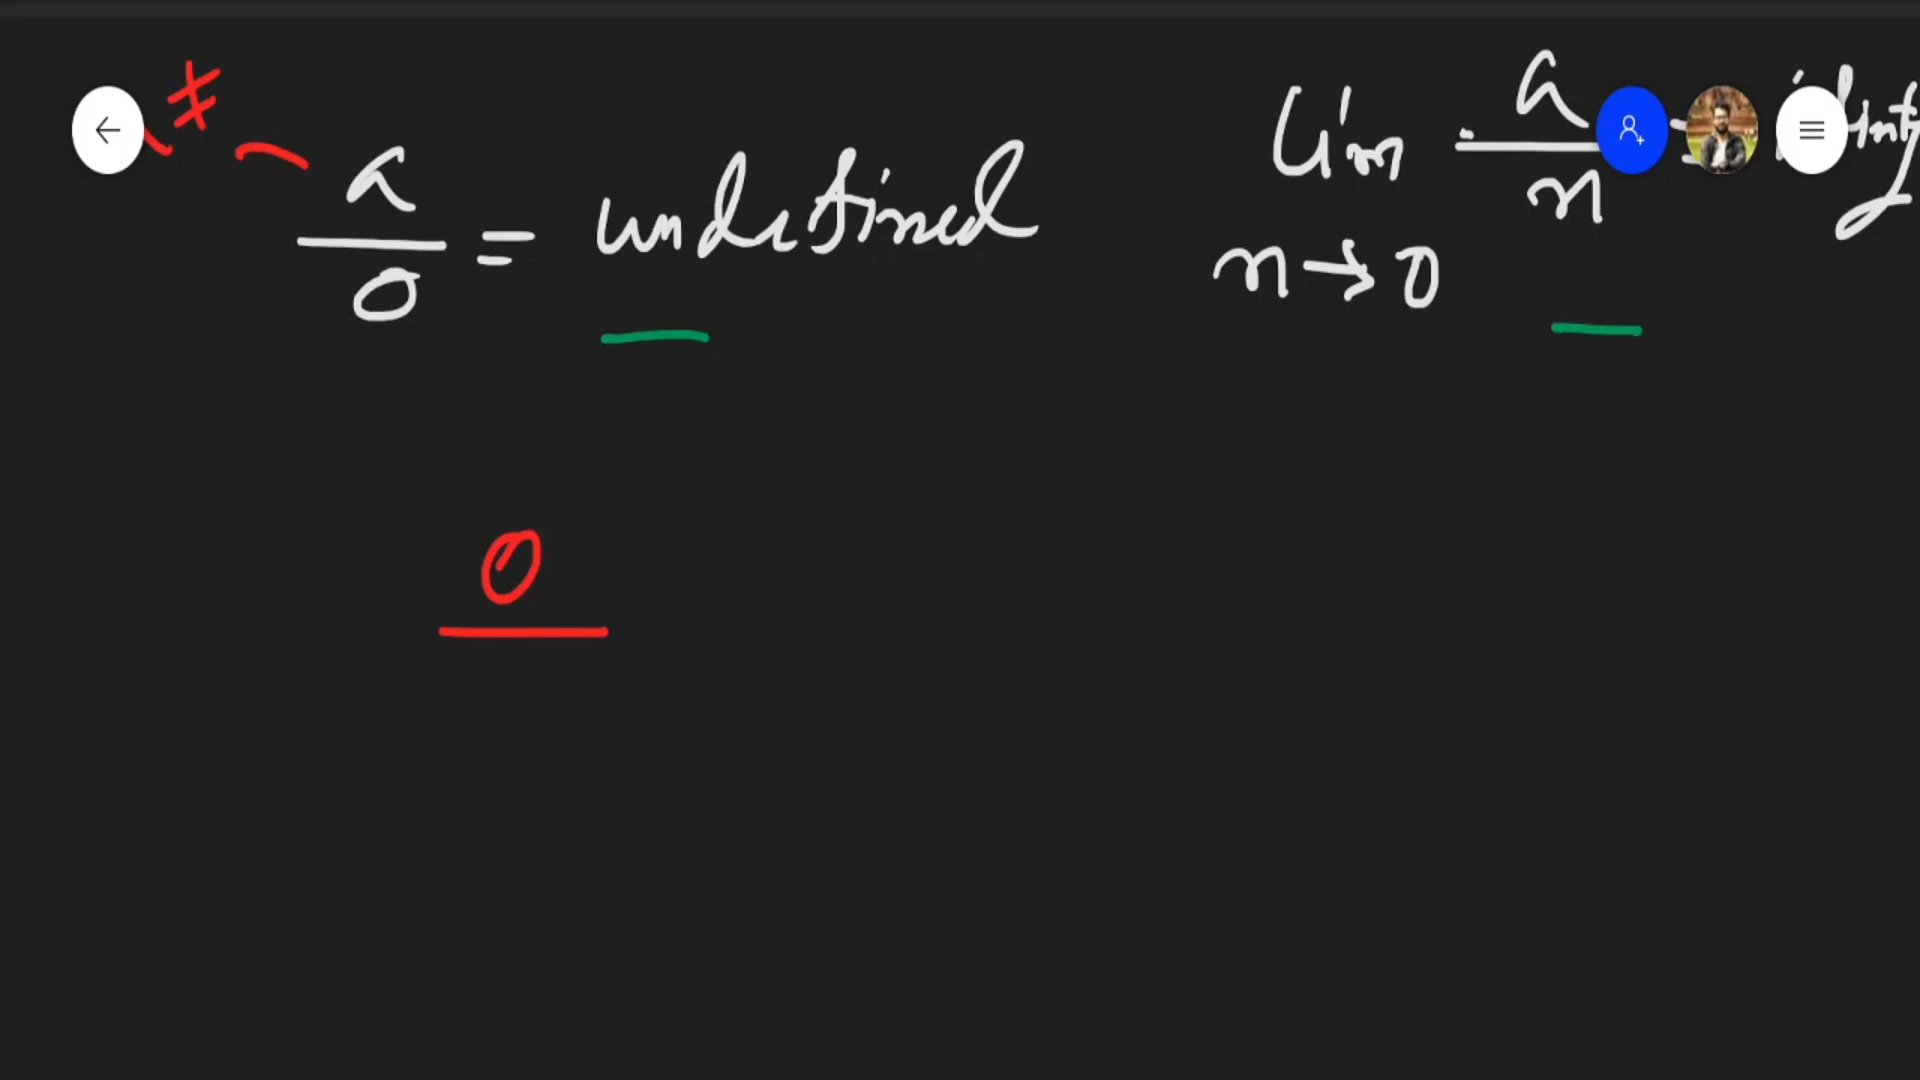 ≠
a/0 = undefined
lim a/n =
n→0
0